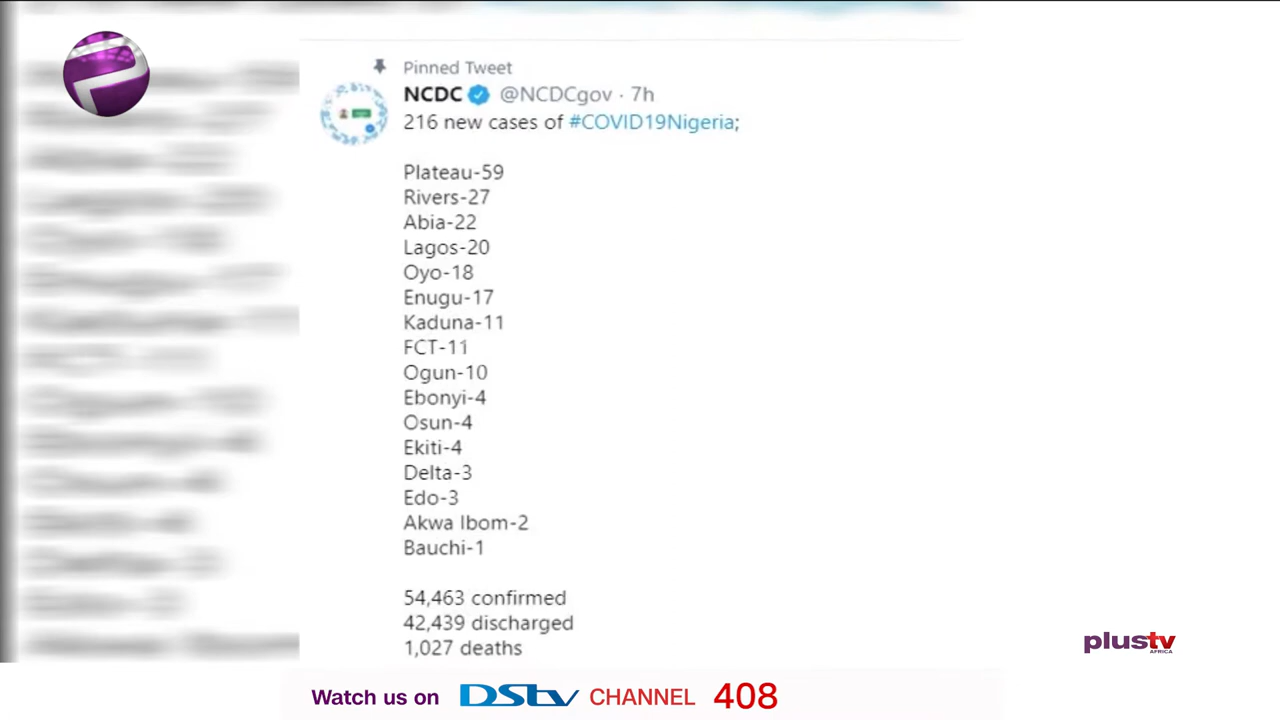 Pinned Tweet
NCDC @NCDCgov · 7h
216 new cases of #COVID19Nigeria;
Plateau-59
Rivers-27
Abia-22
Lagos-20
Oyo-18
Enugu-17
Kaduna-11
FCT-11
Ogun-10
Ebonyi-4
Osun-4
Ekiti-4
Delta-3
Edo-3
Akwa Ibom-2
Bauchi-1
54,463 confirmed
42,439 discharged
1,027 deaths
plustv
AFRICA
Watch us on DStv CHANNEL 408